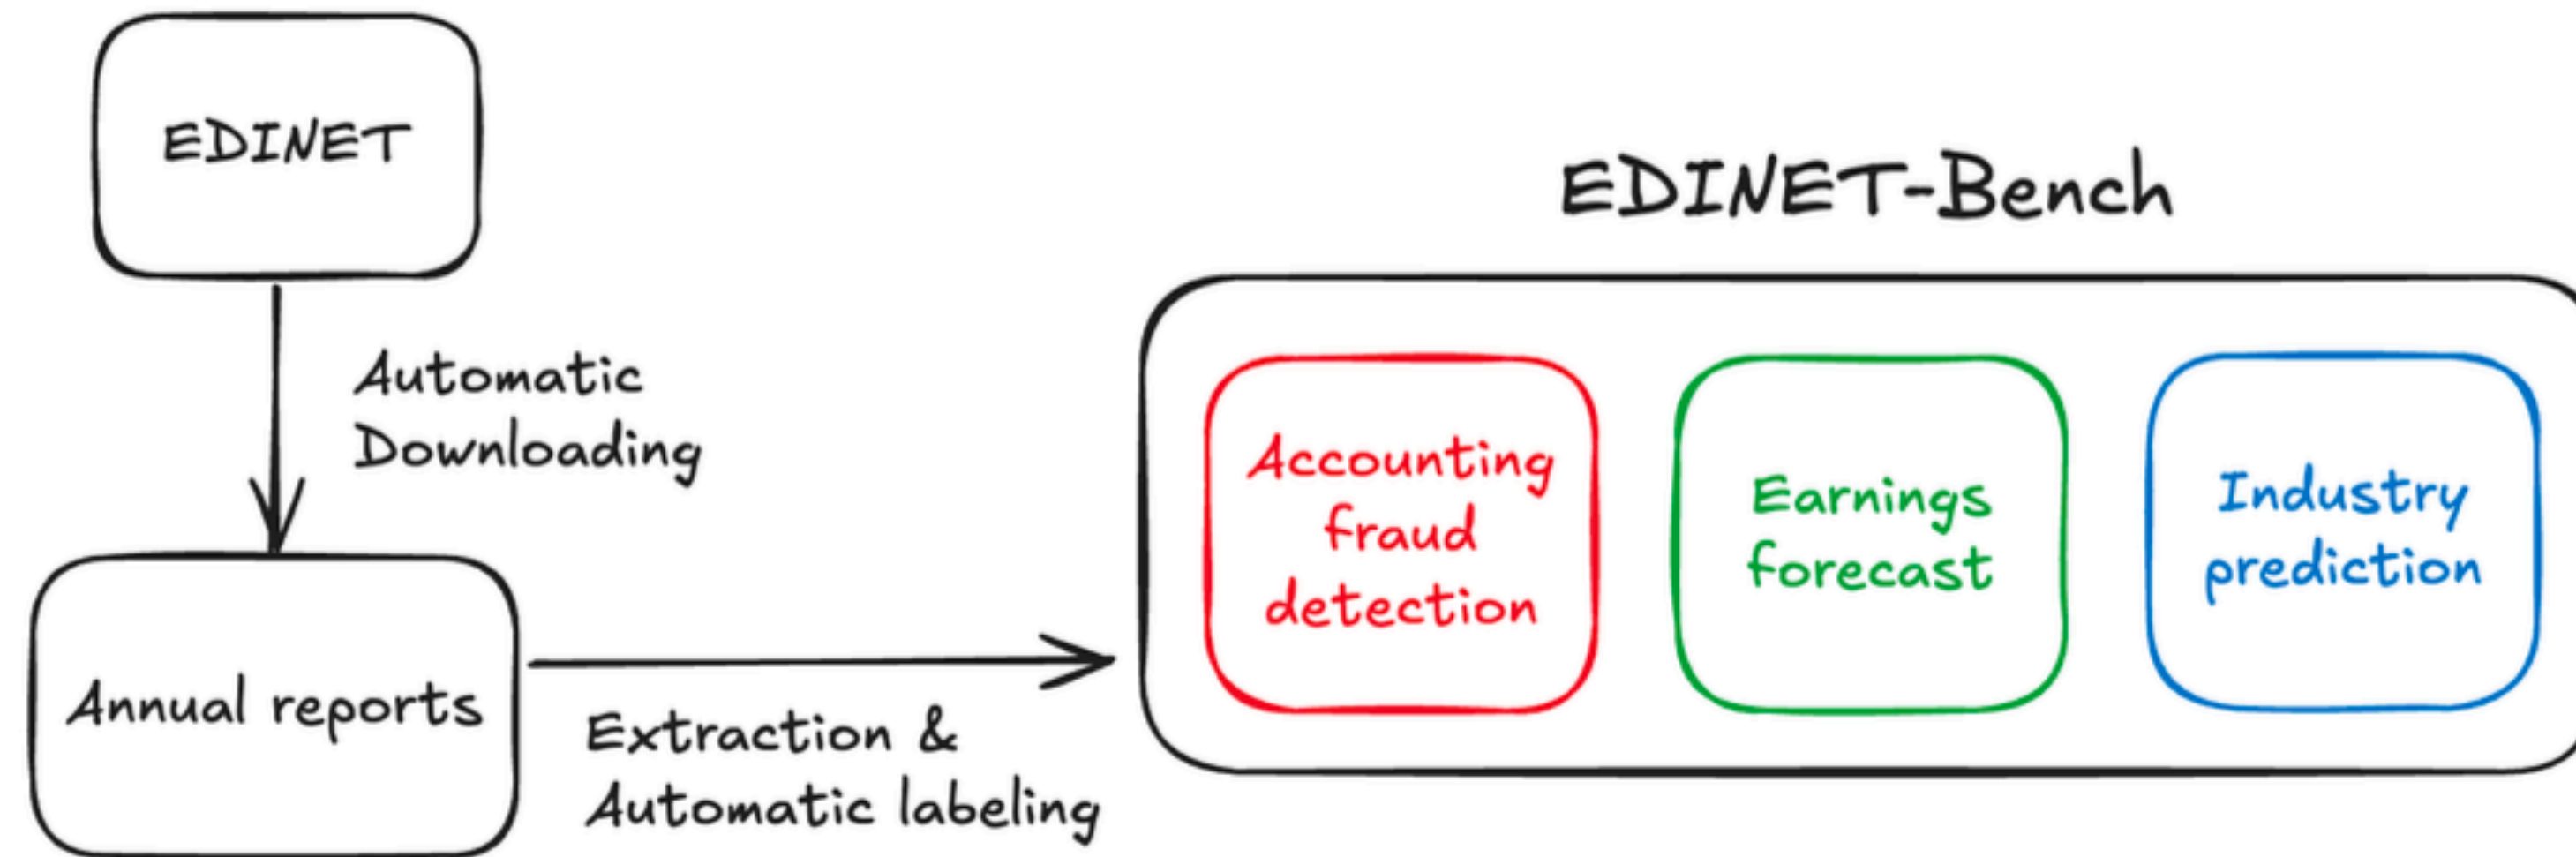 EDINET
Automatic
Downloading
Annual reports
Extraction &
Automatic labeling
EDINET-Bench
Accounting
fraud
detection
Earnings
forecast
Industry
prediction